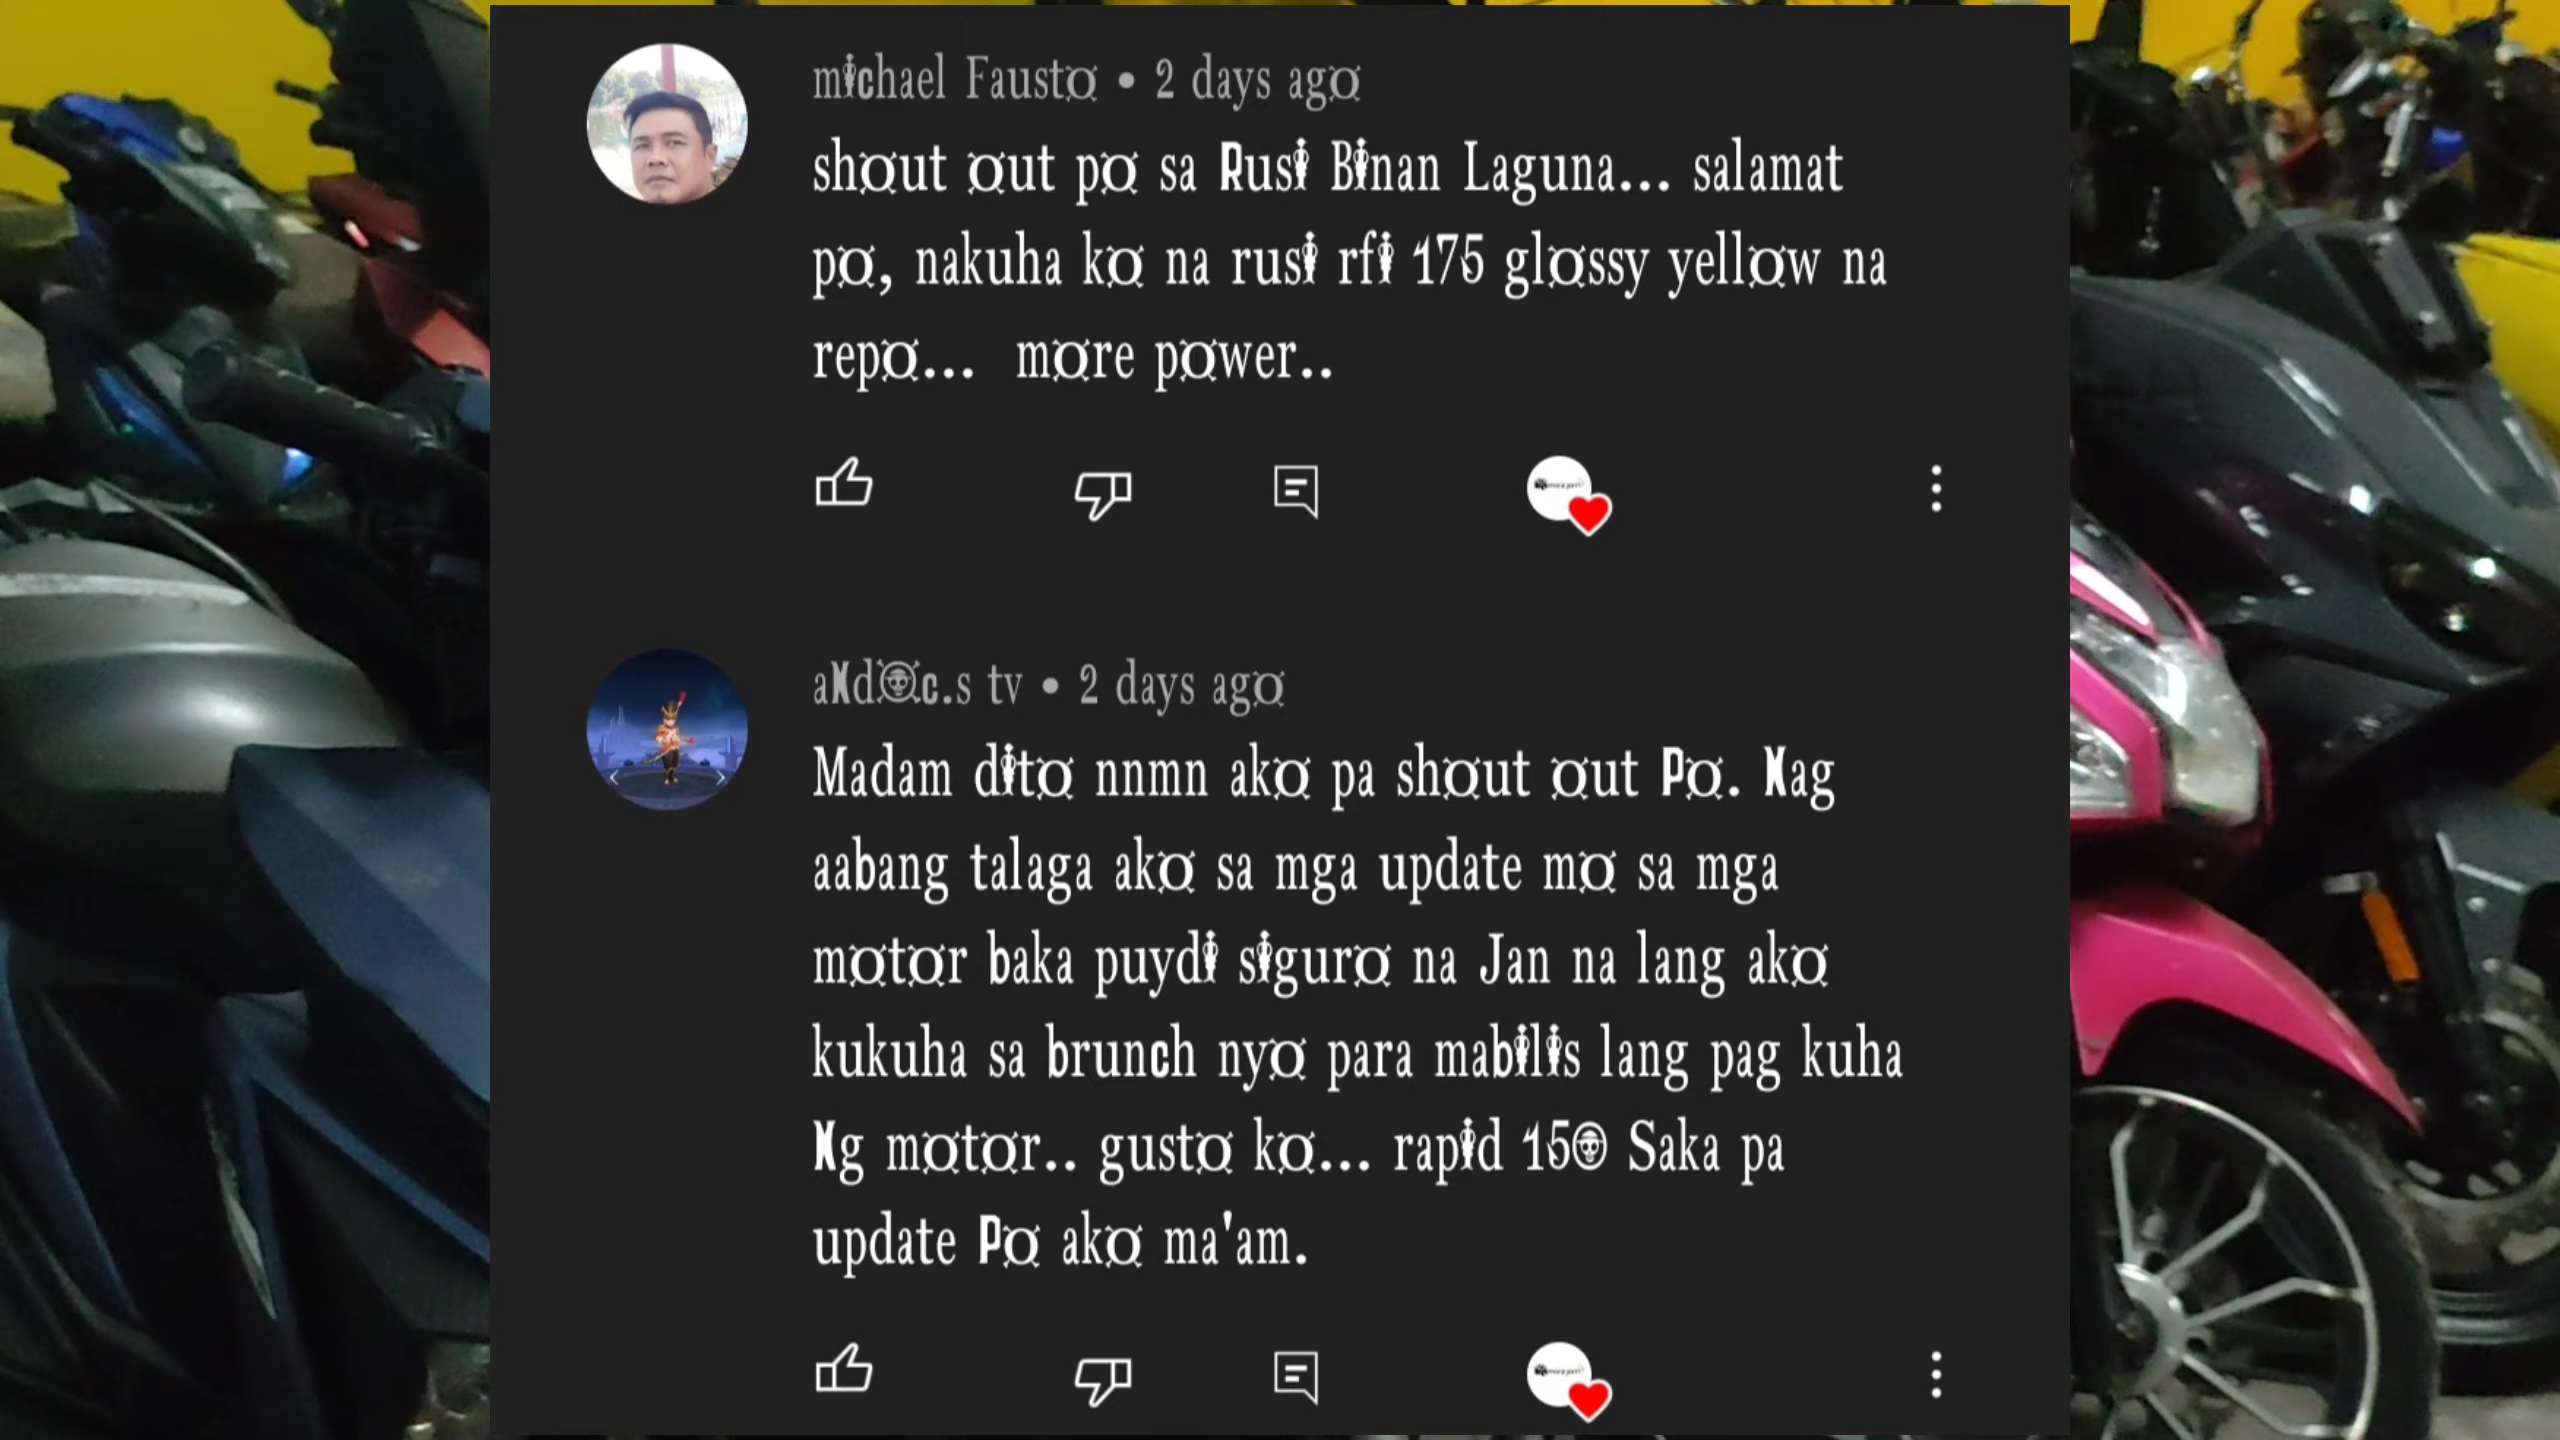 michael Fausto • 2 days ago
shout out po sa Rusi Binan Laguna... salamat
po, nakuha ko na rusi rfi 175 glossy yellow na
repo... more power..
aNdOc.s tv • 2 days ago
Madam dito nnmn ako pa shout out Po. Nag
aabang talaga ako sa mga update mo sa mga
motor baka puydi siguro na Jan na lang ako
kukuha sa brunch nyo para mabilis lang pag kuha
Ng motor.. gusto ko... rapid 150 Saka pa
update Po ako ma'am.